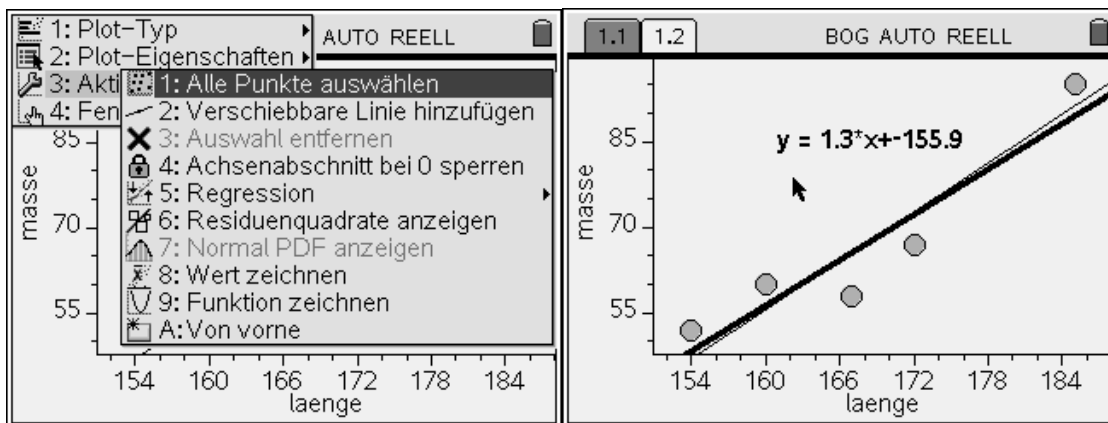 1: Plot-Typ
2: Plot-Eigenschaften
AUTO REELL
3: Akti
4: Fen
1: Alle Punkte auswählen
2: Verschiebbare Linie hinzufügen
3: Auswahl entfernen
4: Achsenabschnitt bei 0 sperren
5: Regression
6: Residuenquadrate anzeigen
7: Normal PDF anzeigen
8: Wert zeichnen
9: Funktion zeichnen
A: Von vorne
85
70
55
masse
154 160 166 172 178 184
laenge
1.1 1.2 BOG AUTO REELL
y = 1.3*x+-155.9
85
70
55
masse
154 160 166 172 178 184
laenge